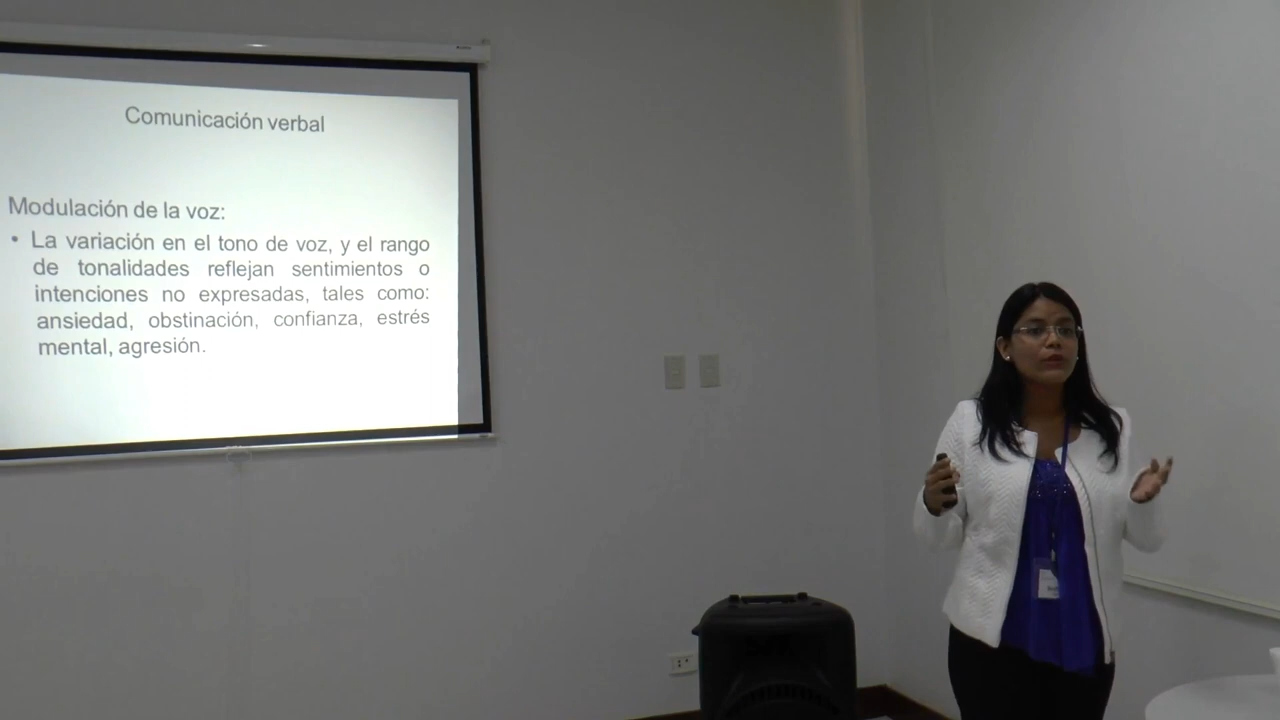 Comunicación verbal
Modulación de la voz:
• La variación en el tono de voz, y el rango
de tonalidades reflejan sentimientos o
intenciones no expresadas, tales como:
ansiedad, obstinación, confianza, estrés
mental, agresión.